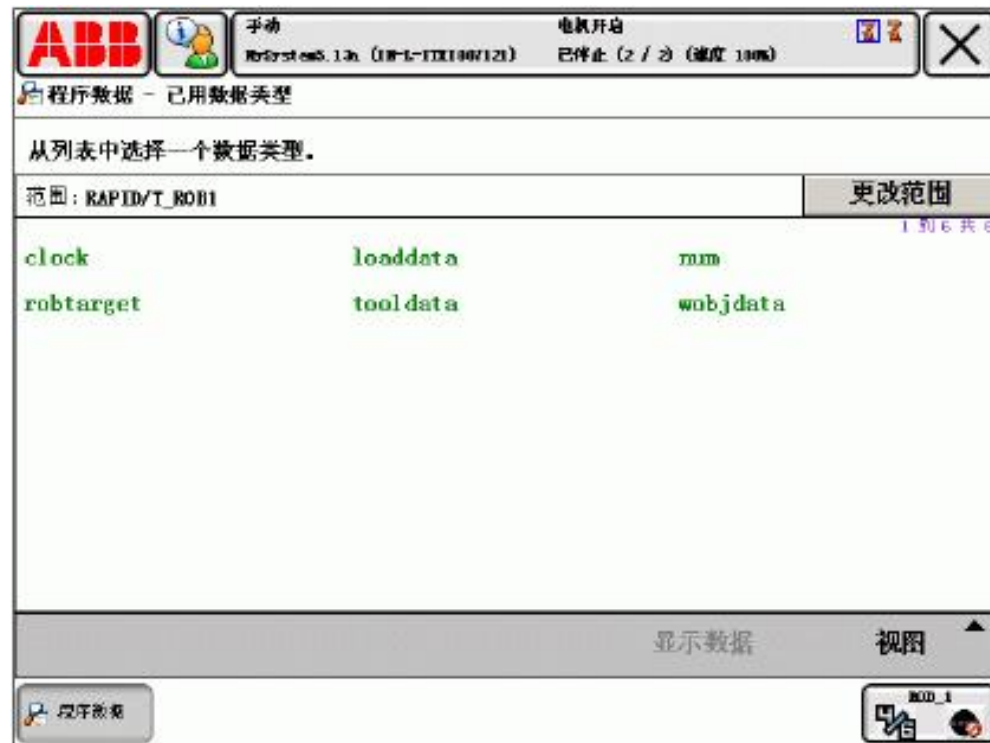 ABB
手动
电机开启
已停止 (2 / 2) (速度 100%)
程序数据 - 已用数据类型
从列表中选择一个数据类型.
范围: RAPID/T_ROB1
更改范围
1 到 6 共 6
clock
loaddata
num
robtarget
tooldata
wobjdata
显示数据
视图
程序数据